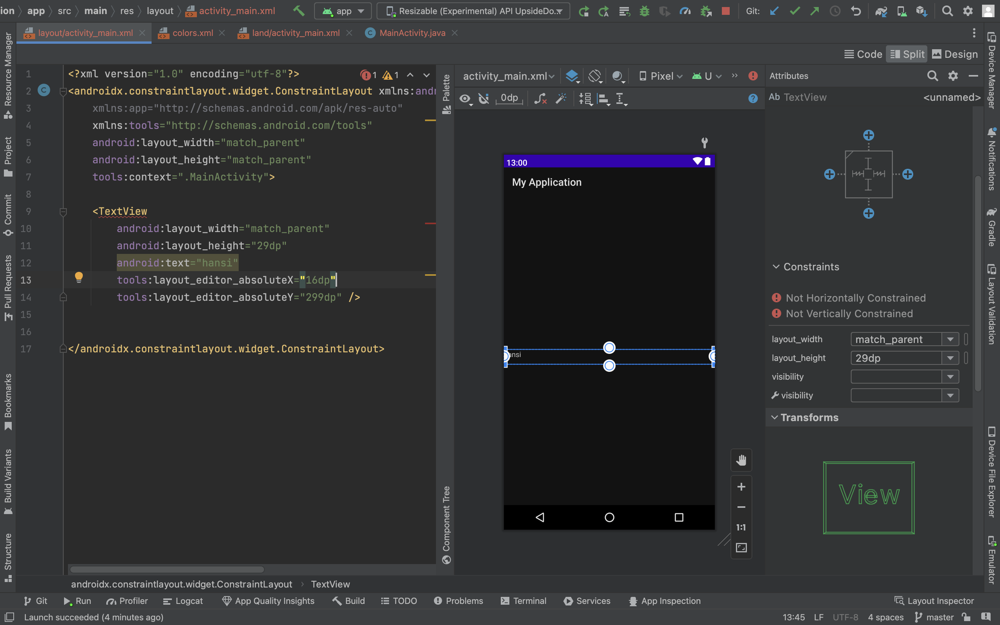 ion app src main res layout activity_main.xml app Resizable (Experimental) API UpsideDo... Git:
layout/activity_main.xml colors.xml land/activity_main.xml MainActivity.java
Code Split Design
1 <?xml version="1.0" encoding="utf-8"?>
1 1
2 <androidx.constraintlayout.widget.ConstraintLayout xmlns:andr
3 xmlns:app="http://schemas.android.com/apk/res-auto"
4 xmlns:tools="http://schemas.android.com/tools"
5 android:layout_width="match_parent"
6 android:layout_height="match_parent"
7 tools:context=".MainActivity">
8
9 <TextView
10 android:layout_width="match_parent"
11 android:layout_height="29dp"
12 android:text="hansi"
13 tools:layout_editor_absoluteX="16dp"
14 tools:layout_editor_absoluteY="299dp" />
15
16
17 </androidx.constraintlayout.widget.ConstraintLayout>
Resource Manager
Project
Commit
Pull Requests
Bookmarks
Build Variants
Structure
Palette
Component Tree
activity_main.xml Pixel U
0dp
13:00
My Application
ansi
1:1
Attributes
Ab TextView <unnamed>
Constraints
Not Horizontally Constrained
Not Vertically Constrained
layout_width match_parent
layout_height 29dp
visibility
visibility
Transforms
View
Device Manager
Notifications
Gradle
Layout Validation
Device File Explorer
Emulator
androidx.constraintlayout.widget.ConstraintLayout TextView
Git Run Profiler Logcat App Quality Insights Build TODO Problems Terminal Services App Inspection Layout Inspector
Launch succeeded (4 minutes ago) 13:45 LF UTF-8 4 spaces master